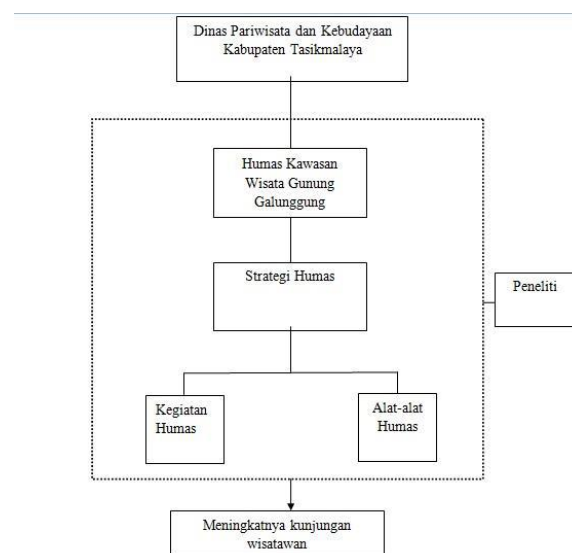 Dinas Pariwisata dan Kebudayaan
Kabupaten Tasikmalaya
Humas Kawasan
Wisata Gunung
Galunggung
Strategi Humas
Peneliti
Kegiatan
Humas
Alat-alat
Humas
Meningkatnya kunjungan
wisatawan